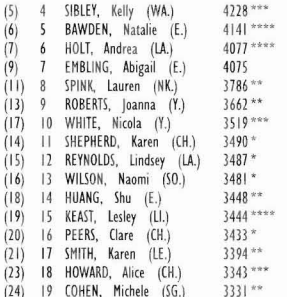 (5) 4 SIBLEY, Kelly (WA.) 4228 ***
(6) 5 BAWDEN, Natalie (E.) 4141 ****
(7) 6 HOLT, Andrea (LA.) 4077 ****
(9) 7 EMBLING, Abigail (E.) 4075
(11) 8 SPINK, Lauren (NK.) 3786 **
(13) 9 ROBERTS, Joanna (Y.) 3662 **
(17) 10 WHITE, Nicola (Y.) 3519 ***
(14) 11 SHEPHERD, Karen (CH.) 3490 *
(15) 12 REYNOLDS, Lindsey (LA.) 3487 *
(16) 13 WILSON, Naomi (SO.) 3481 *
(18) 14 HUANG, Shu (E.) 3448 **
(19) 15 KEAST, Lesley (LI.) 3444 ****
(20) 16 PEERS, Clare (CH.) 3433 *
(21) 17 SMITH, Karen (LE.) 3394 **
(23) 18 HOWARD, Alice (CH.) 3343 ***
(24) 19 COHEN, Michele (SG.) 3331 **